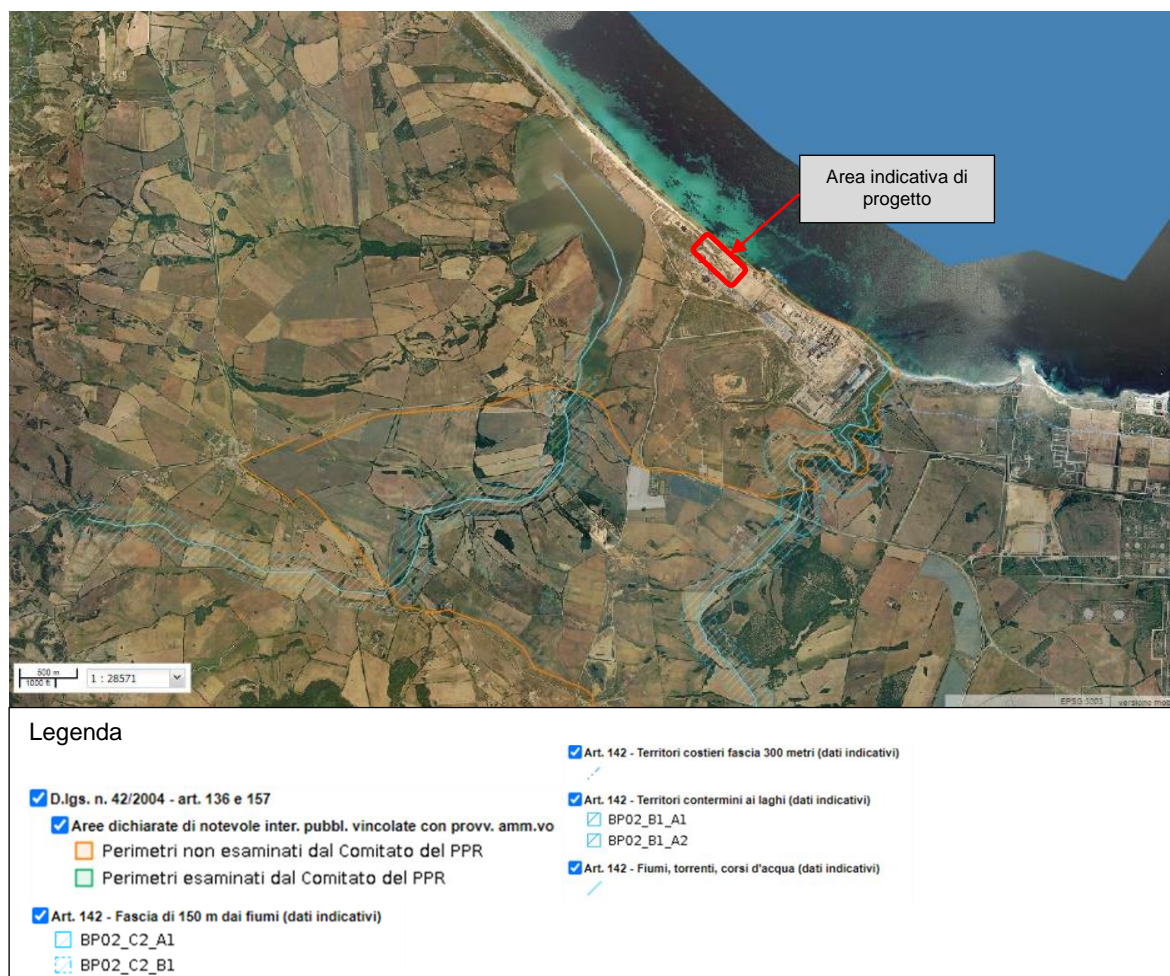 Area indicativa di
progetto
500 m
1000 ft
1 : 28571
EPSG 3003
Legenda
D.lgs. n. 42/2004 - art. 136 e 157
Aree dichiarate di notevole inter. pubbl. vincolate con provv. amm.vo
Perimetri non esaminati dal Comitato del PPR
Perimetri esaminati dal Comitato del PPR
Art. 142 - Fascia di 150 m dai fiumi (dati indicativi)
BP02_C2_A1
BP02_C2_B1
Art. 142 - Territori costieri fascia 300 metri (dati indicativi)
Art. 142 - Territori contermini ai laghi (dati indicativi)
BP02_B1_A1
BP02_B1_A2
Art. 142 - Fiumi, torrenti, corsi d'acqua (dati indicativi)